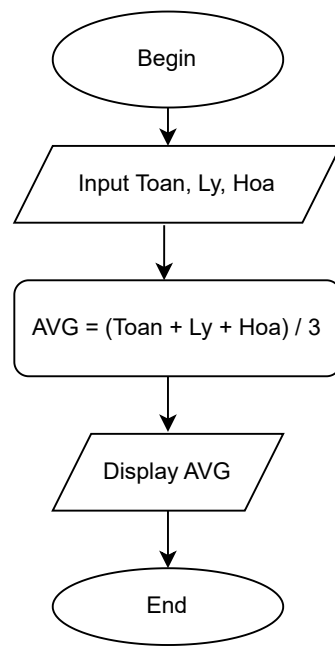 Begin
Input Toan, Ly, Hoa
AVG = (Toan + Ly + Hoa) / 3
Display AVG
End